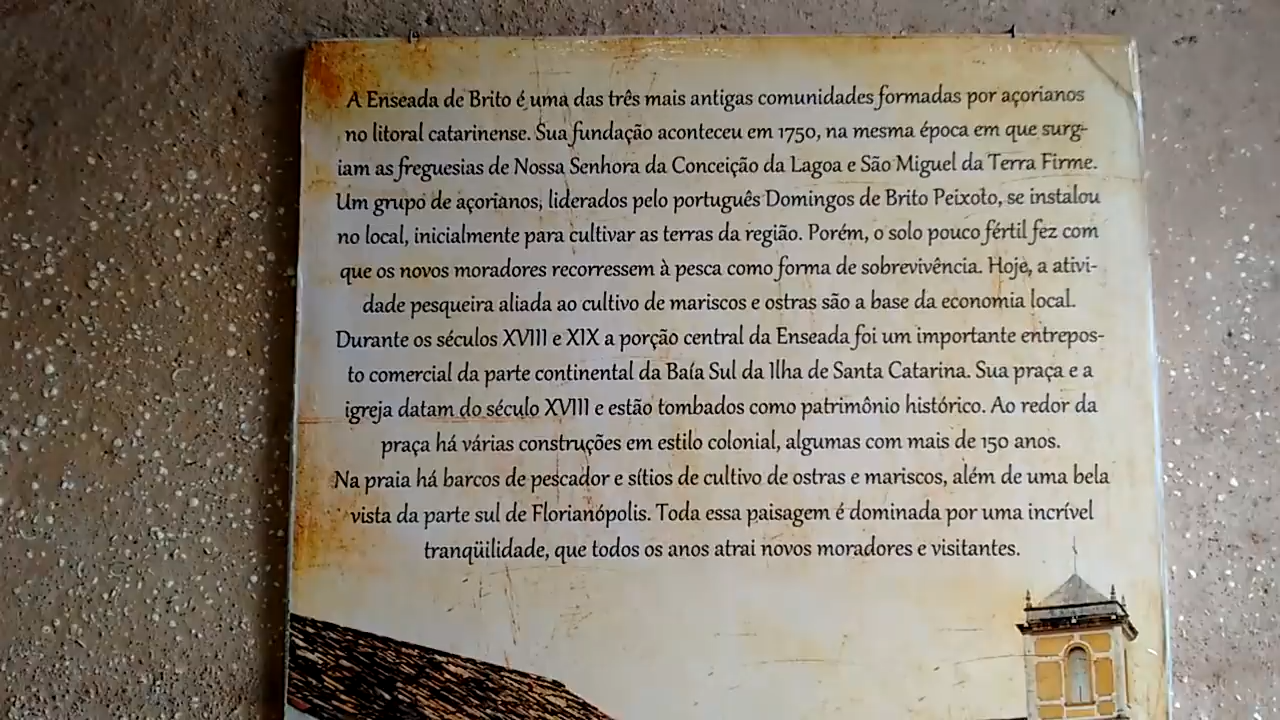 A Enseada de Brito é uma das três mais antigas comunidades formadas por açorianos
no litoral catarinense. Sua fundação aconteceu em 1750, na mesma época em que surg-
iam as freguesias de Nossa Senhora da Conceição da Lagoa e São Miguel da Terra Firme.
Um grupo de açorianos, liderados pelo português Domingos de Brito Peixoto, se instalou
no local, inicialmente para cultivar as terras da região. Porém, o solo pouco fértil fez com
que os novos moradores recorressem à pesca como forma de sobrevivência. Hoje, a ativi-
dade pesqueira aliada ao cultivo de mariscos e ostras são a base da economia local.
Durante os séculos XVIII e XIX a porção central da Enseada foi um importante entrepos-
to comercial da parte continental da Baía Sul da Ilha de Santa Catarina. Sua praça e a
igreja datam do século XVIII e estão tombados como patrimônio histórico. Ao redor da
praça há várias construções em estilo colonial, algumas com mais de 150 anos.
Na praia há barcos de pescador e sítios de cultivo de ostras e mariscos, além de uma bela
vista da parte sul de Florianópolis. Toda essa paisagem é dominada por uma incrível
tranqüilidade, que todos os anos atrai novos moradores e visitantes.